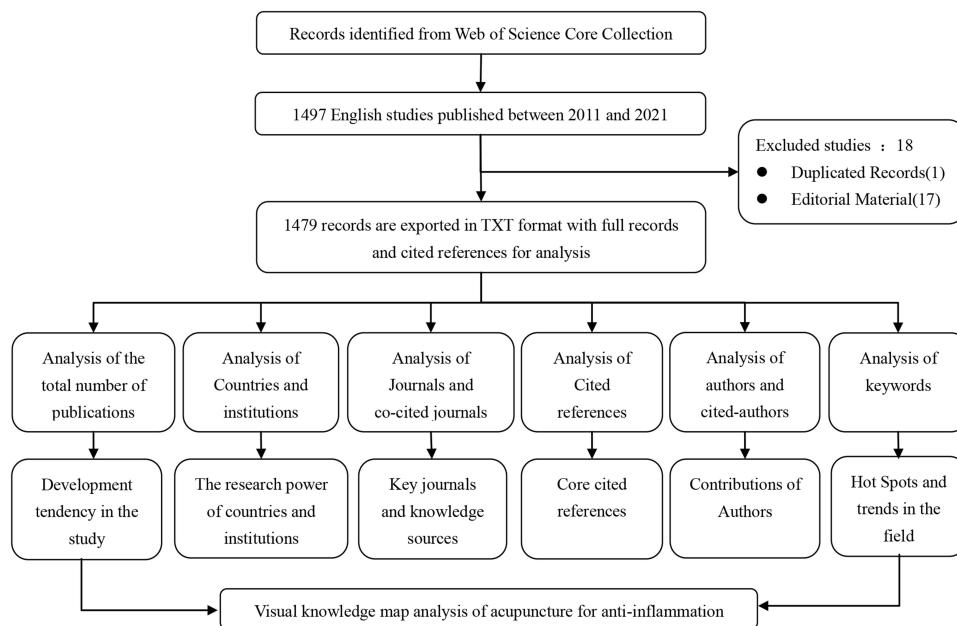 Records identified from Web of Science Core Collection
1497 English studies published between 2011 and 2021
Excluded studies ：18
● Duplicated Records(1)
● Editorial Material(17)
1479 records are exported in TXT format with full records
and cited references for analysis
Analysis of the
total number of
publications
Analysis of
Countries and
institutions
Analysis of
Journals and
co-cited journals
Analysis of
Cited
references
Analysis of
authors and
cited-authors
Analysis of
keywords
Development
tendency in the
study
The research power
of countries and
institutions
Key journals
and knowledge
sources
Core cited
references
Contributions of
Authors
Hot Spots and
trends in the
field
Visual knowledge map analysis of acupuncture for anti-inflammation